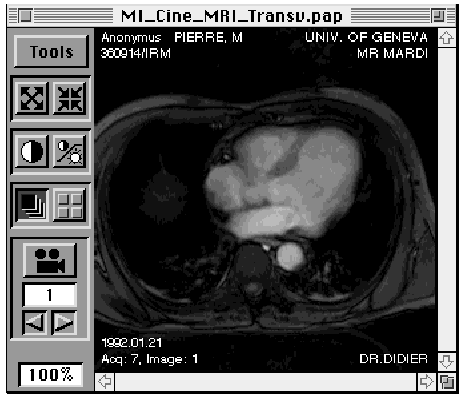 MI_Cine_MRI_Transv.pap
Tools
Anonymus PIERRE, M
UNIV. OF GENEVA
360914/IRM
MR MARDI
1
1992.01.21
Acq: 7, Image: 1
DR.DIDIER
100%